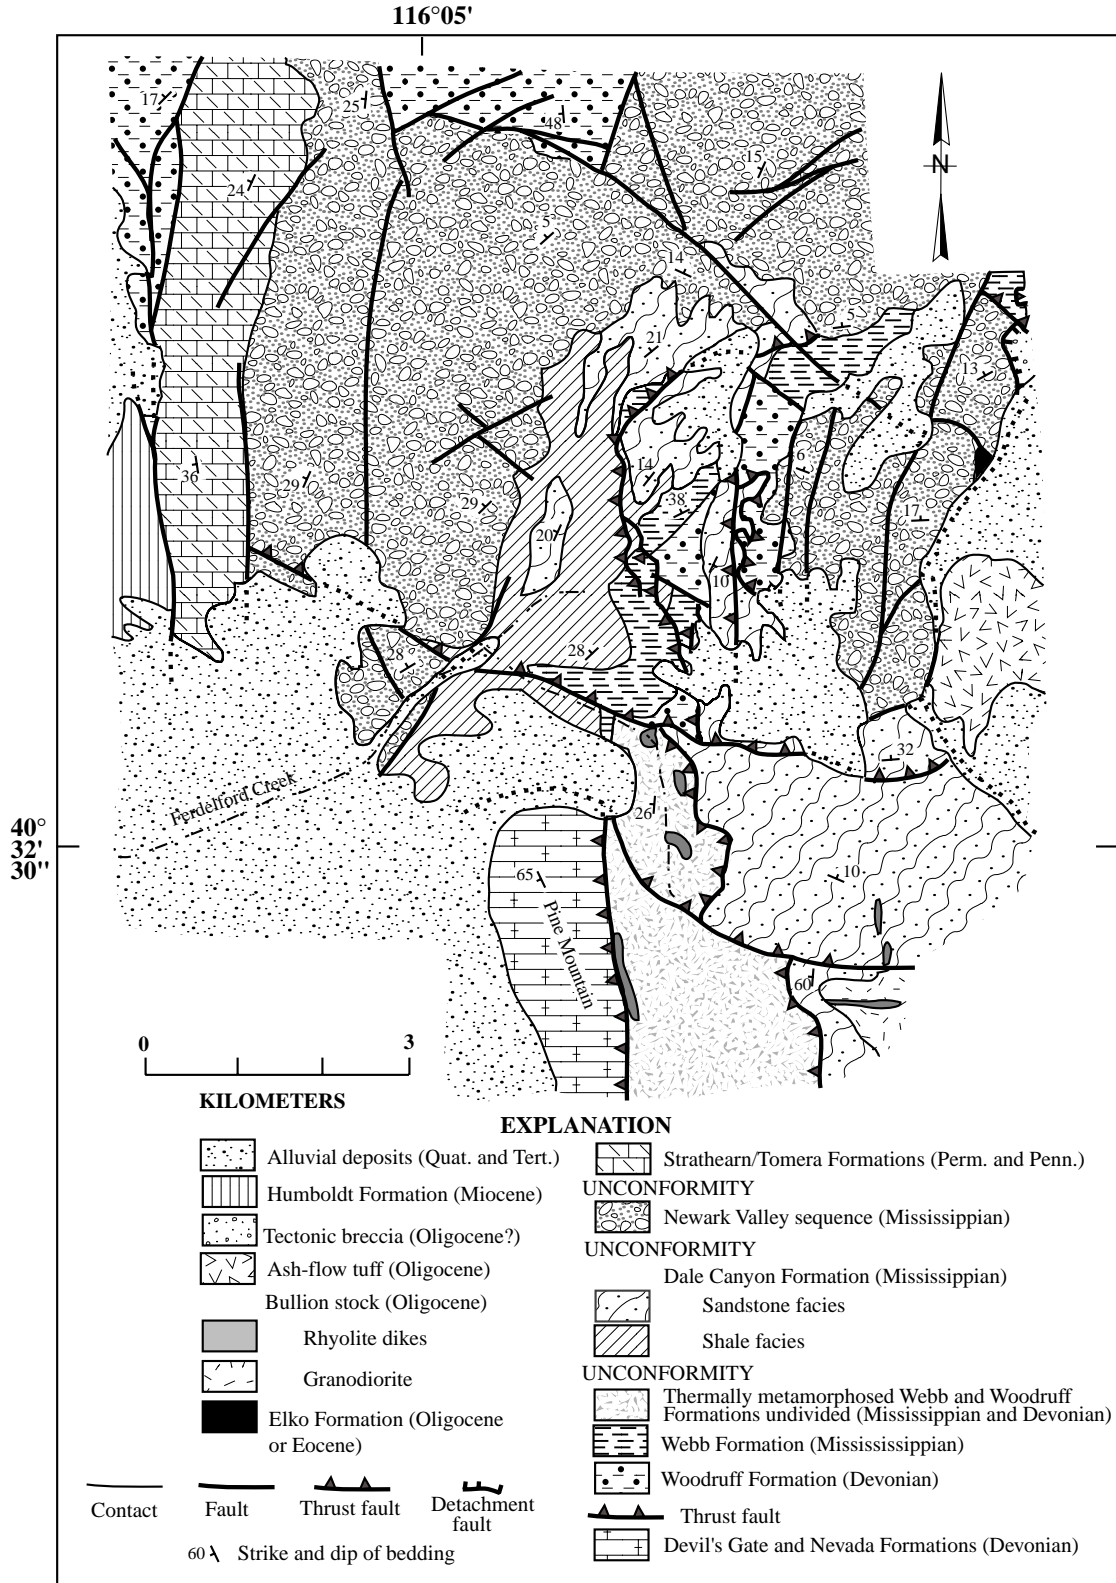 116°05'
17
25
48
15
24
5
14
N
5
21
13
36
29
14
6
38
29
17
20
10
28
28
32
Ferdelford Creek
26
40°
32'
30"
10
65
Pine Mountain
60
0 3
KILOMETERS
EXPLANATION
Alluvial deposits (Quat. and Tert.)
Humboldt Formation (Miocene)
Tectonic breccia (Oligocene?)
Ash-flow tuff (Oligocene)
Bullion stock (Oligocene)
Rhyolite dikes
Granodiorite
Elko Formation (Oligocene
or Eocene)
Strathearn/Tomera Formations (Perm. and Penn.)
UNCONFORMITY
Newark Valley sequence (Mississippian)
UNCONFORMITY
Dale Canyon Formation (Mississippian)
Sandstone facies
Shale facies
UNCONFORMITY
Thermally metamorphosed Webb and Woodruff
Formations undivided (Mississippian and Devonian)
Webb Formation (Missississippian)
Woodruff Formation (Devonian)
Thrust fault
Devil's Gate and Nevada Formations (Devonian)
Contact
Fault
Thrust fault
Detachment
fault
60 Strike and dip of bedding